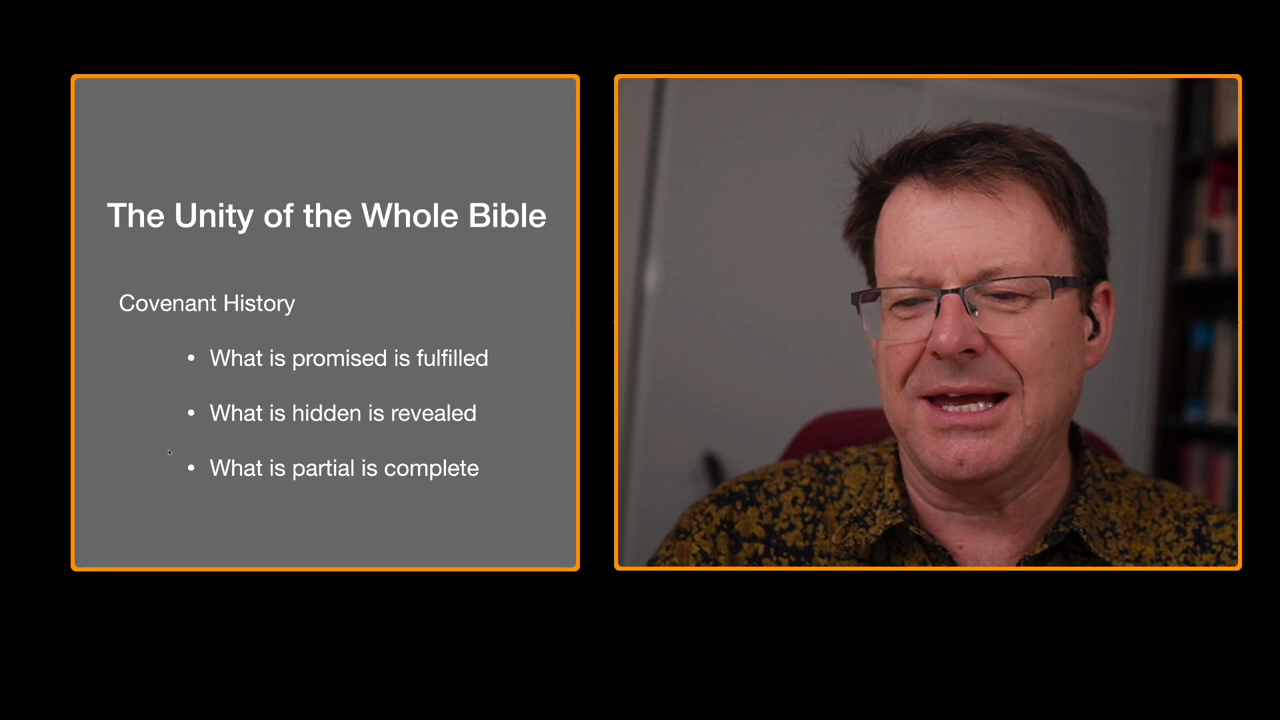 The Unity of the Whole Bible
Covenant History
• What is promised is fulfilled
• What is hidden is revealed
• What is partial is complete